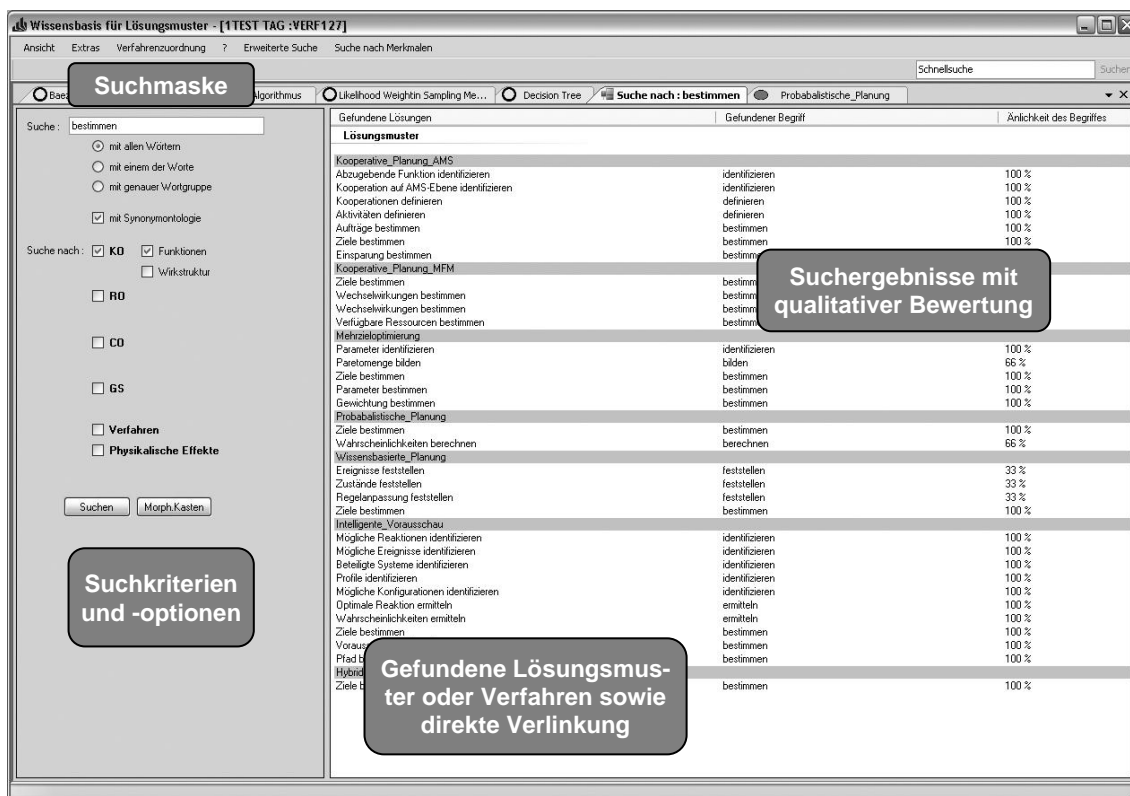 Wissensbasis für Lösungsmuster - [1TEST TAG :VERF127]
Ansicht Extras Verfahrenzuordnung ? Erweiterte Suche Suche nach Merkmalen
Schnellsuche Suchen
Suchmaske
lgorithmus Likelihood Weightin Sampling Me... Decision Tree Suche nach : bestimmen Probabalistische_Planung
Suche : bestimmen
mit allen Wörtern
mit einem der Worte
mit genauer Wortgruppe
mit Synonymontologie
Suche nach : KO Funktionen
Wirkstruktur
RO
CO
GS
Verfahren
Physikalische Effekte
Suchen Morph.Kasten
Suchkriterien
und -optionen
Gefundene Lösungen Gefundener Begriff Änlichkeit des Begriffes
Lösungsmuster
Kooperative_Planung_AMS
Abzugebende Funktion identifizieren identifizieren 100 %
Kooperation auf AMS-Ebene identifizieren identifizieren 100 %
Kooperationen definieren definieren 100 %
Aktivitäten definieren definieren 100 %
Aufträge bestimmen bestimmen 100 %
Ziele bestimmen bestimmen 100 %
Einsparung bestimmen
Kooperative_Planung_MFM
Ziele bestimmen
Wechselwirkungen bestimmen
Wechselwirkungen bestimmen
Verfügbare Ressourcen bestimmen
Suchergebnisse mit
qualitativer Bewertung
Mehrzieloptimierung
Parameter identifizieren identifizieren 100 %
Paretomenge bilden bilden 66 %
Ziele bestimmen bestimmen 100 %
Parameter bestimmen bestimmen 100 %
Gewichtung bestimmen bestimmen 100 %
Probabalistische_Planung
Ziele bestimmen bestimmen 100 %
Wahrscheinlichkeiten berechnen berechnen 66 %
Wissensbasierte_Planung
Ereignisse feststellen feststellen 33 %
Zustände feststellen feststellen 33 %
Regelanpassung feststellen feststellen 33 %
Ziele bestimmen bestimmen 100 %
Intelligente_Vorausschau
Mögliche Reaktionen identifizieren identifizieren 100 %
Mögliche Ereignisse identifizieren identifizieren 100 %
Beteiligte Systeme identifizieren identifizieren 100 %
Profile identifizieren identifizieren 100 %
Mögliche Konfigurationen identifizieren identifizieren 100 %
Optimale Reaktion ermitteln ermitteln 100 %
Wahrscheinlichkeiten ermitteln ermitteln 100 %
Ziele bestimmen bestimmen 100 %
bestimmen 100 %
Pfad bestimmen 100 %
Ziele bestimmen 100 %
Gefundene Lösungsmus-
ter oder Verfahren sowie
direkte Verlinkung